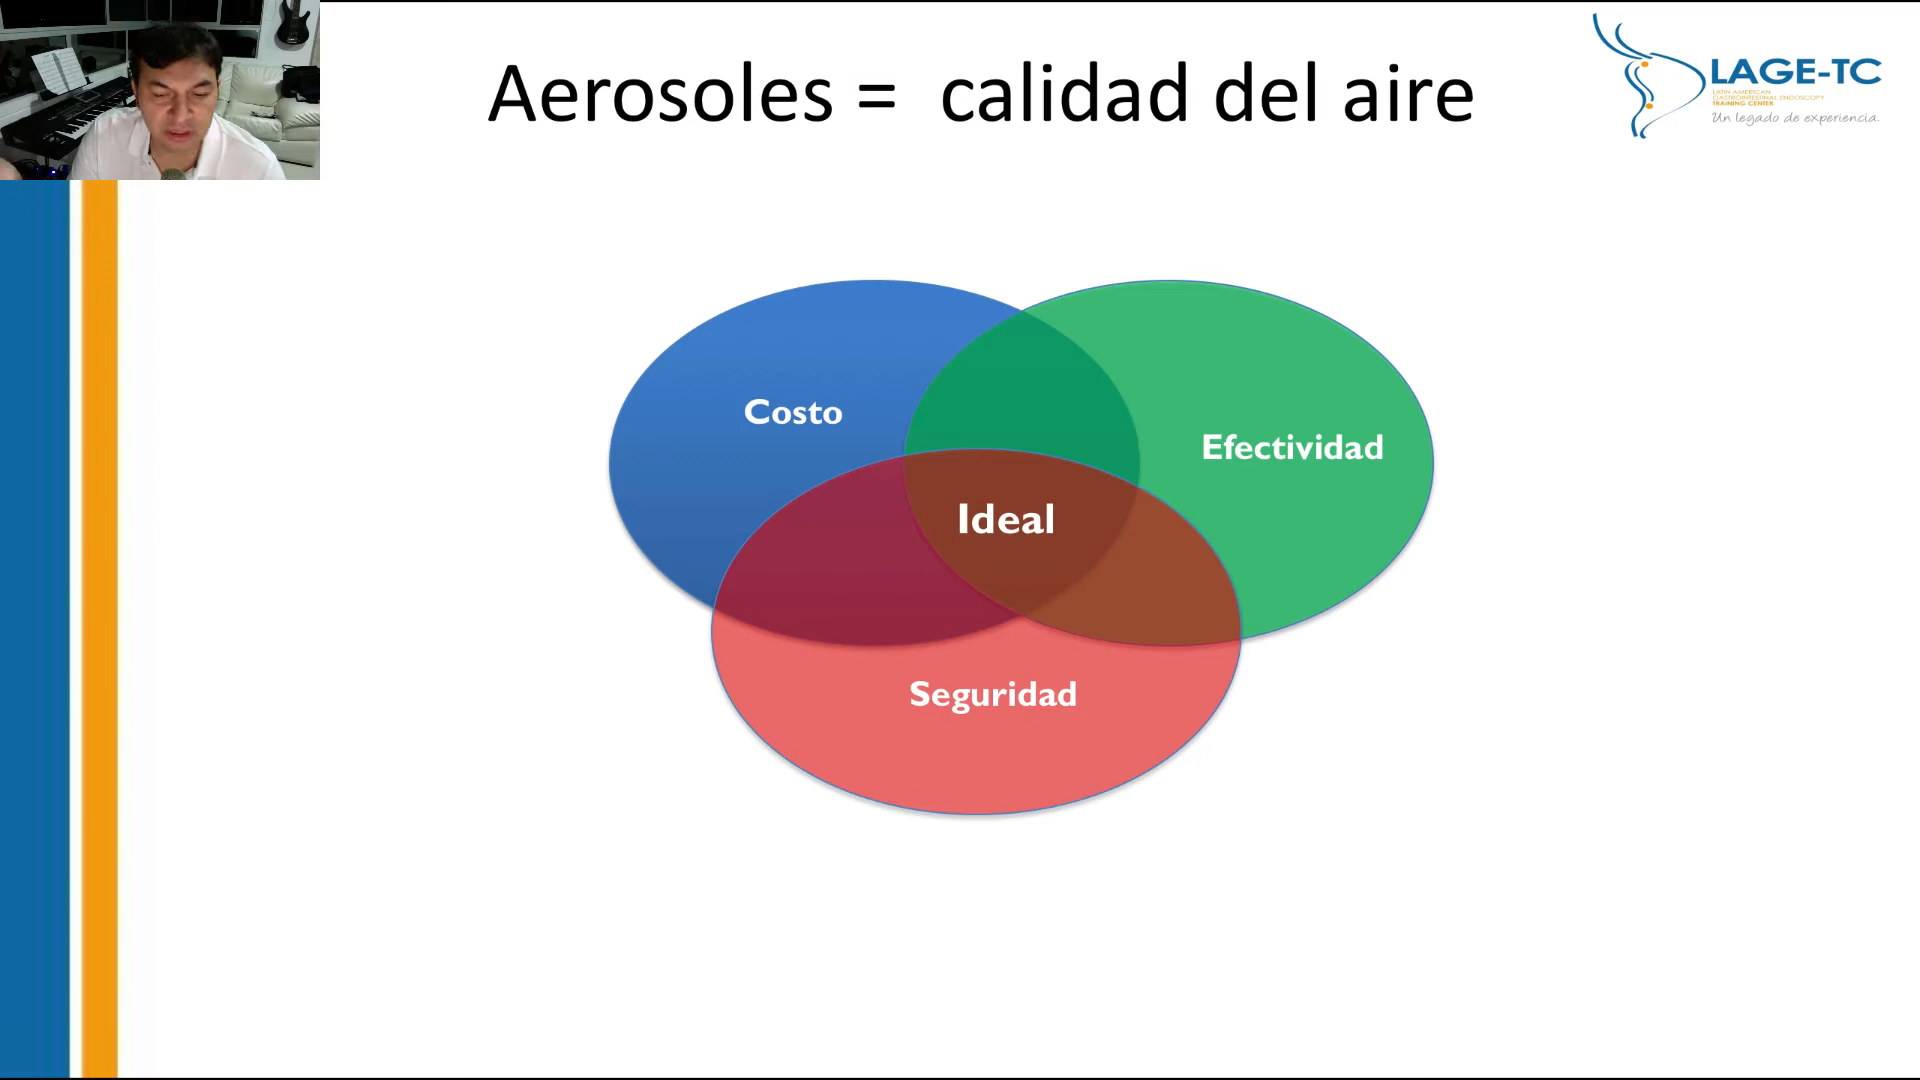 Aerosoles = calidad del aire
LAGE-TC
LATIN AMERICAN
GASTROINTESTINAL ENDOSCOPY
TRAINING CENTER
Un legado de experiencia.
Costo
Efectividad
Ideal
Seguridad